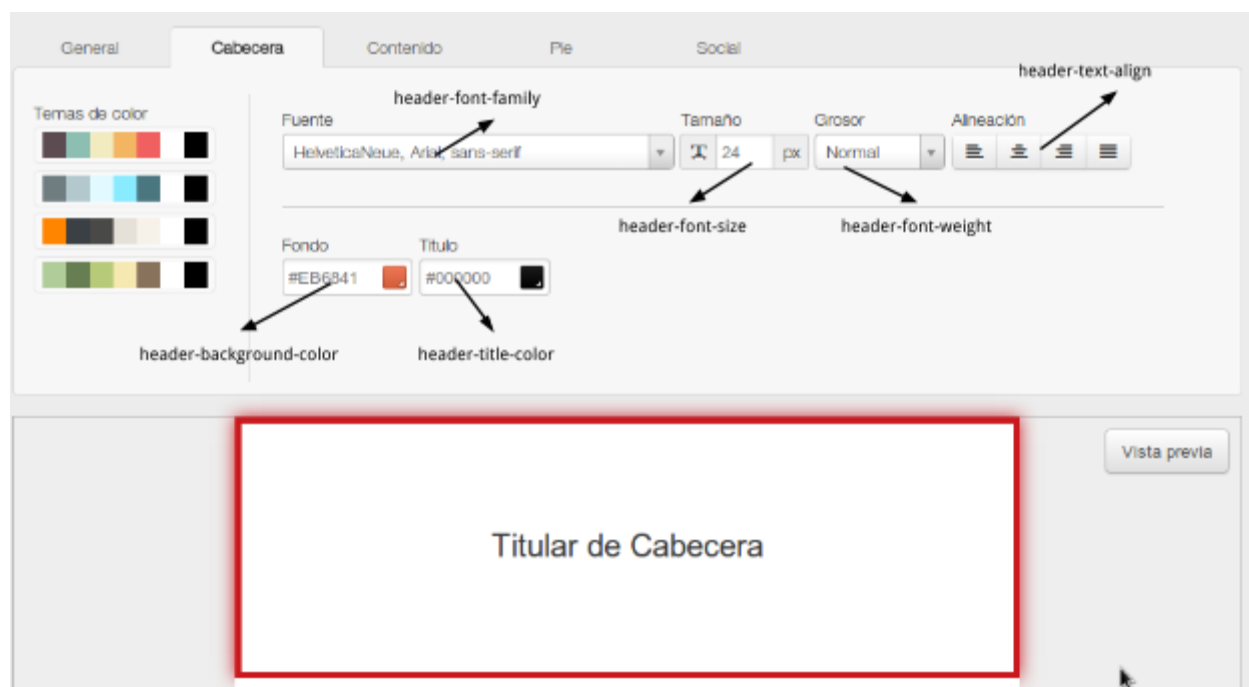 General Cabecera Contenido Pie Social
header-text-align
Temas de color
header-font-family
Fuente Tamaño Grosor Alineación
HelveticaNeue, Arial, sans-serif 24 px Normal
header-font-size header-font-weight
Fondo Título
#EB6841 #000000
header-background-color header-title-color
Vista previa
Titular de Cabecera